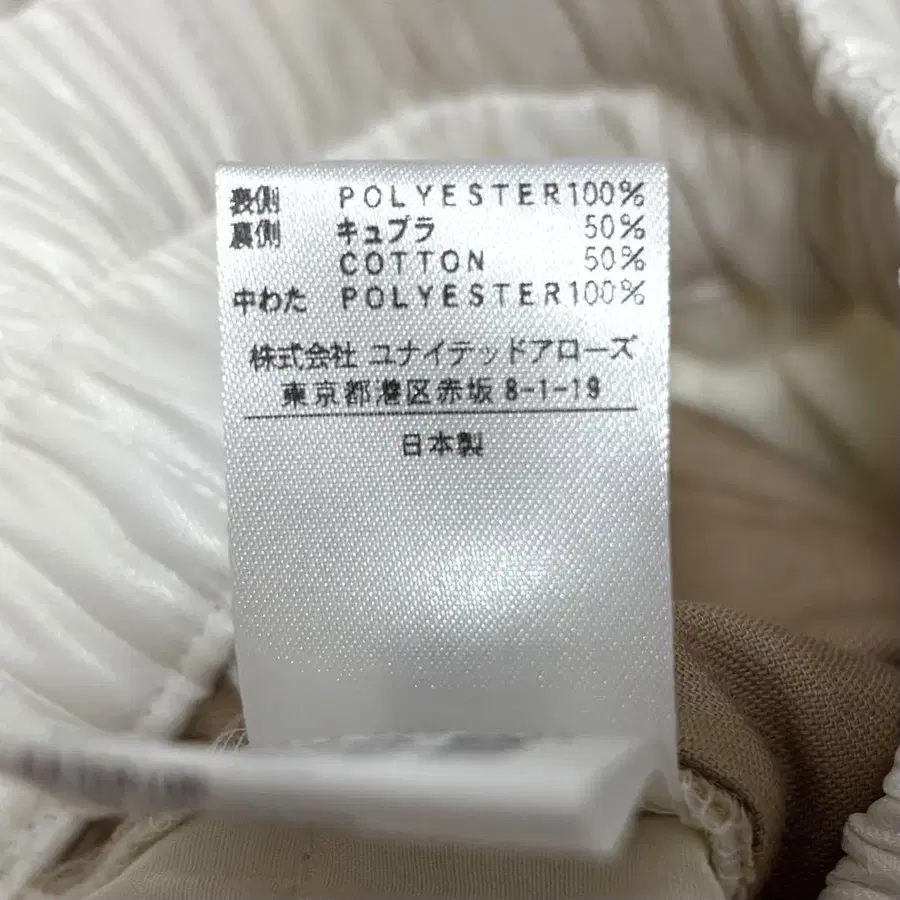 表側 POLYESTER100%
裏側 キュプラ 50%
COTTON 50%
中わた POLYESTER100%
株式会社 ユナイテッドアローズ
東京都港区赤坂 8-1-19
日本製